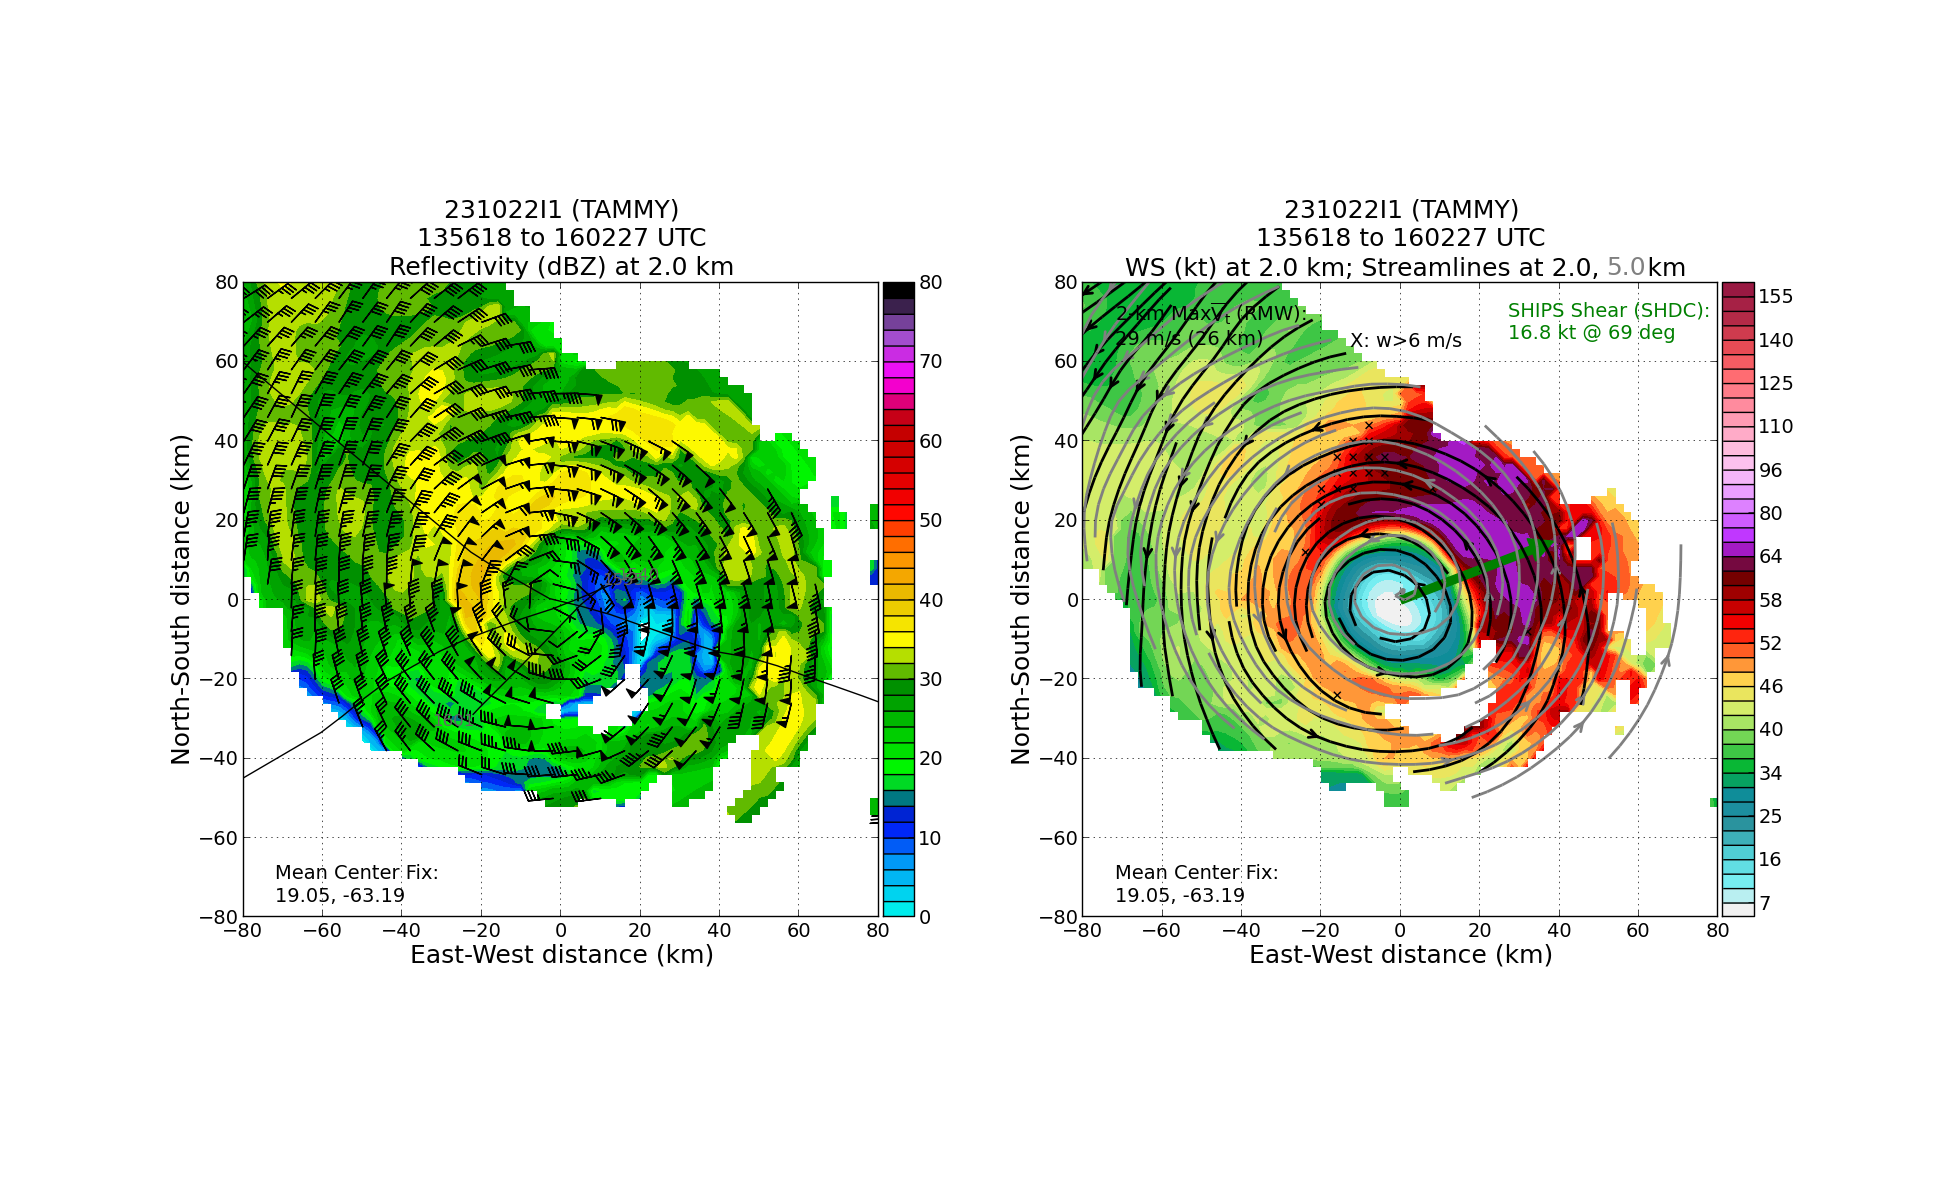 231022I1 (TAMMY)
135618 to 160227 UTC
Reflectivity (dBZ) at 2.0 km
80
60
40
20
0
−20
−40
−60
−80
North-South distance (km)
−80 −60 −40 −20 0 20 40 60 80
East-West distance (km)
Mean Center Fix:
19.05, -63.19
80
70
60
50
40
30
20
10
0
231022I1 (TAMMY)
135618 to 160227 UTC
WS (kt) at 2.0 km; Streamlines at 2.0, 5.0 km
2-km MaxV̅t (RMW):
29 m/s (26 km)
X: w>6 m/s
SHIPS Shear (SHDC):
16.8 kt @ 69 deg
80
60
40
20
0
−20
−40
−60
−80
North-South distance (km)
−80 −60 −40 −20 0 20 40 60 80
East-West distance (km)
Mean Center Fix:
19.05, -63.19
155
140
125
110
96
80
64
58
52
46
40
34
25
16
7